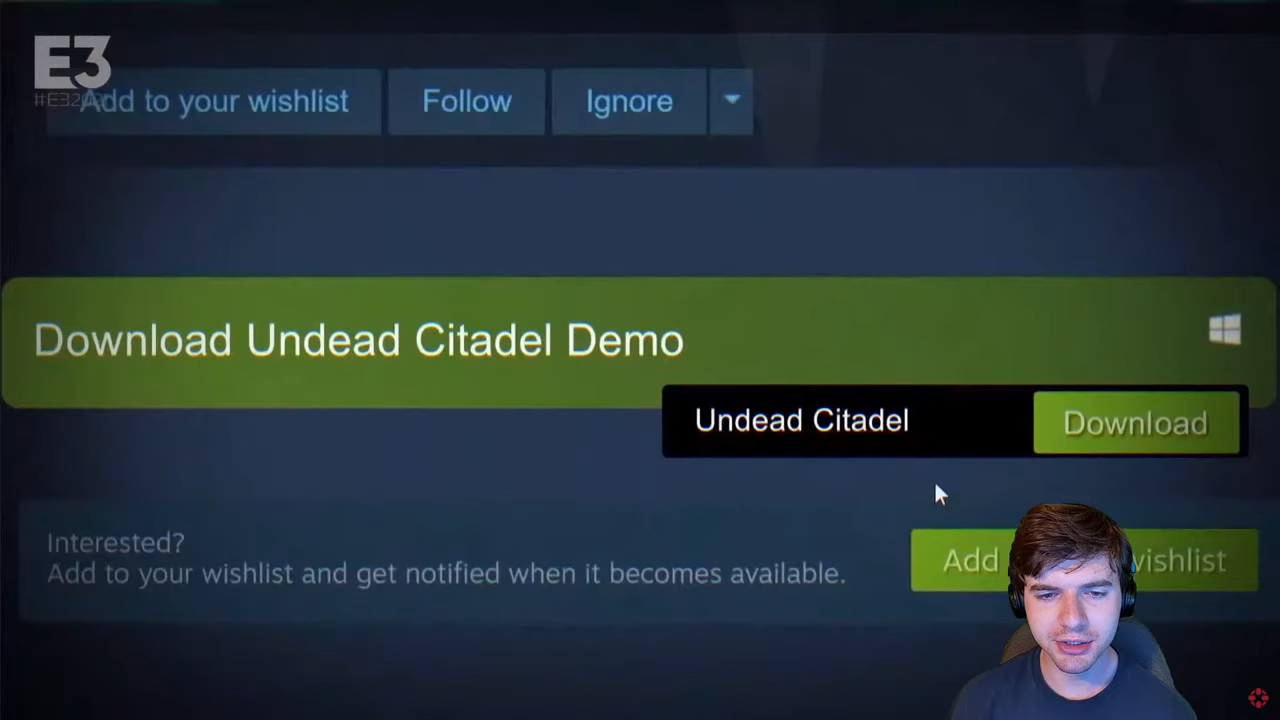 E3
Add to your wishlist
Follow
Ignore
Download Undead Citadel Demo
Undead Citadel
Download
Interested?
Add to your wishlist and get notified when it becomes available.
Add
wishlist